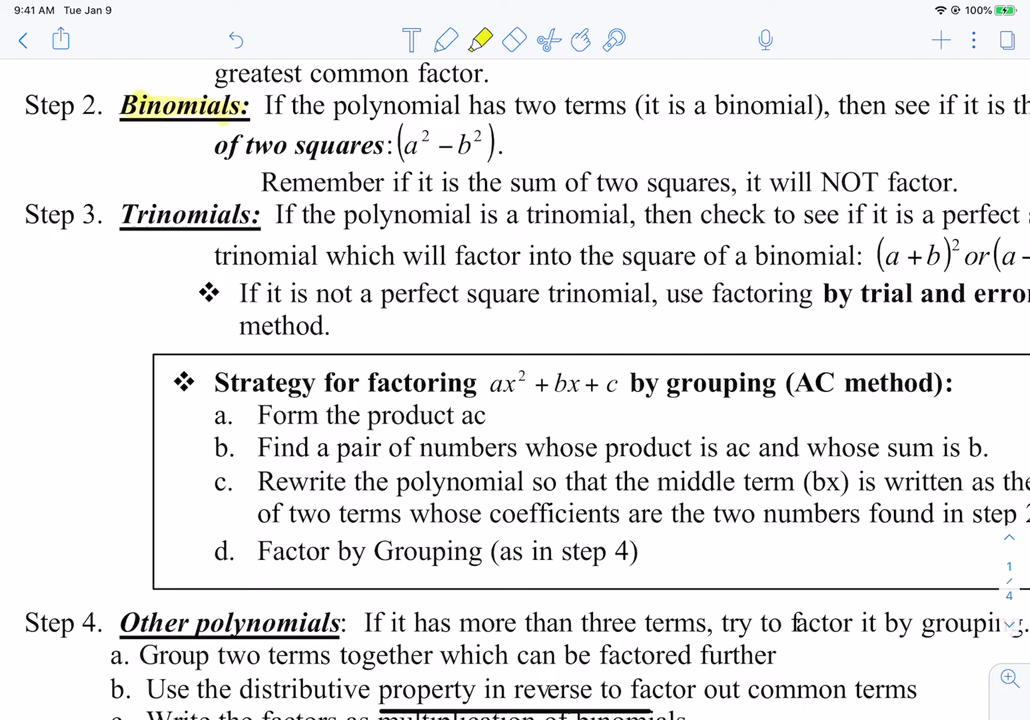 9:41 AM Tue Jan 9
100%
greatest common factor.
Step 2. Binomials: If the polynomial has two terms (it is a binomial), then see if it is
of two squares: (a² – b²).
Remember if it is the sum of two squares, it will NOT factor.
Step 3. Trinomials: If the polynomial is a trinomial, then check to see if it is a perfect
trinomial which will factor into the square of a binomial: (a + b)² or (a –
❖ If it is not a perfect square trinomial, use factoring by trial and
method.
❖ Strategy for factoring ax² + bx + c by grouping (AC method):
a. Form the product ac
b. Find a pair of numbers whose product is ac and whose sum is b.
c. Rewrite the polynomial so that the middle term (bx) is written as
of two terms whose coefficients are the two numbers found in step
d. Factor by Grouping (as in step 4)
1
/
4
Step 4. Other polynomials: If it has more than three terms, try to factor it by grouping.
a. Group two terms together which can be factored further
b. Use the distributive property in reverse to factor out common terms
c. Write the factors as multiplication of binomials